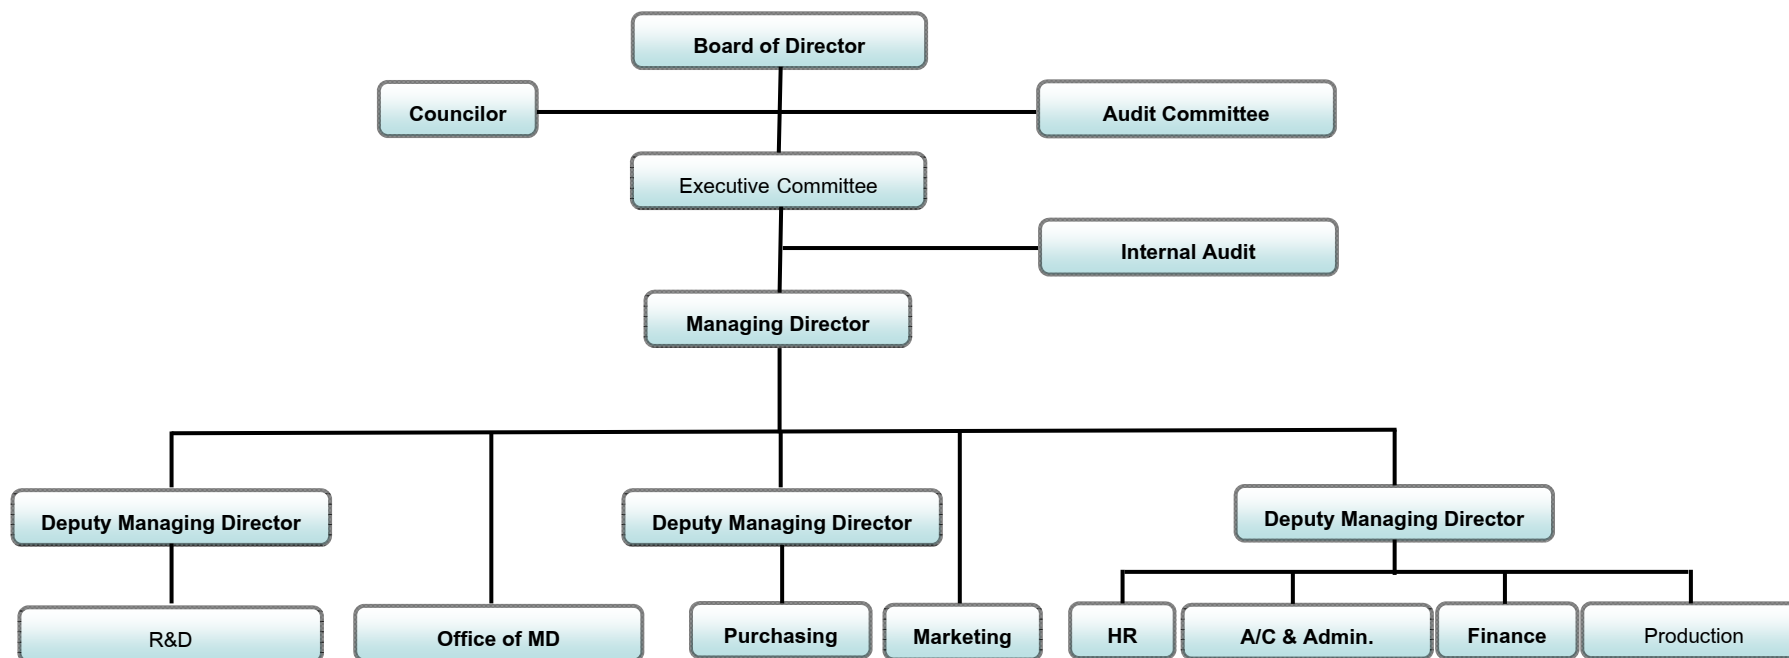 Board of Director
Councilor
Audit Committee
Executive Committee
Internal Audit
Managing Director
Deputy Managing Director
Deputy Managing Director
Deputy Managing Director
R&D
Office of MD
Purchasing
Marketing
HR
A/C & Admin.
Finance
Production